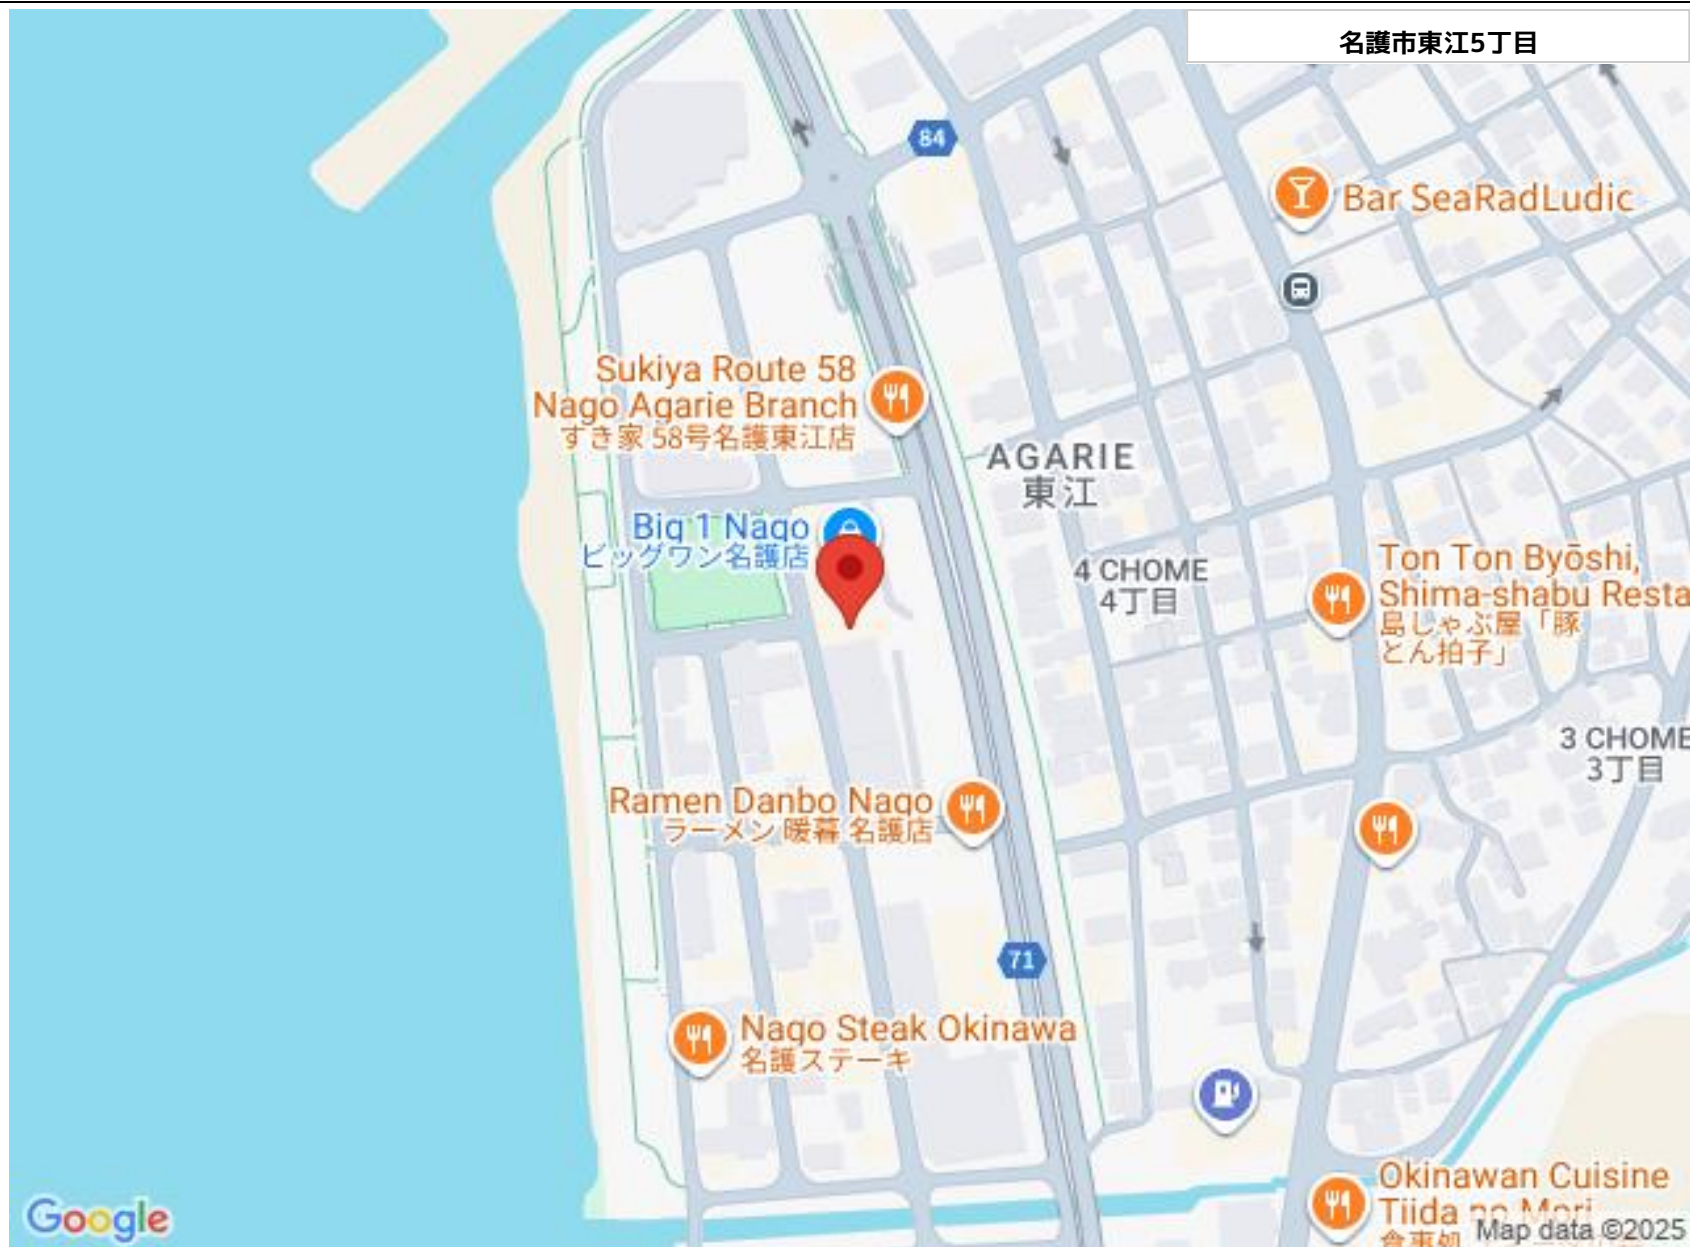 名護市東江5丁目
84
Bar SeaRadLudic
Sukiya Route 58
Nago Agarie Branch
すき家 58号名護東江店
AGARIE
東江
Big 1 Nago
ビッグワン名護店
4 CHOME
4丁目
Ton Ton Byōshi,
Shima-shabu Resta
島しゃぶ屋「豚
とん拍子」
3 CHOME
3丁目
Ramen Danbo Nago
ラーメン 暖暮 名護店
71
Nago Steak Okinawa
名護ステーキ
Okinawan Cuisine
Tiida no Mori
食事処
Google
Map data ©2025